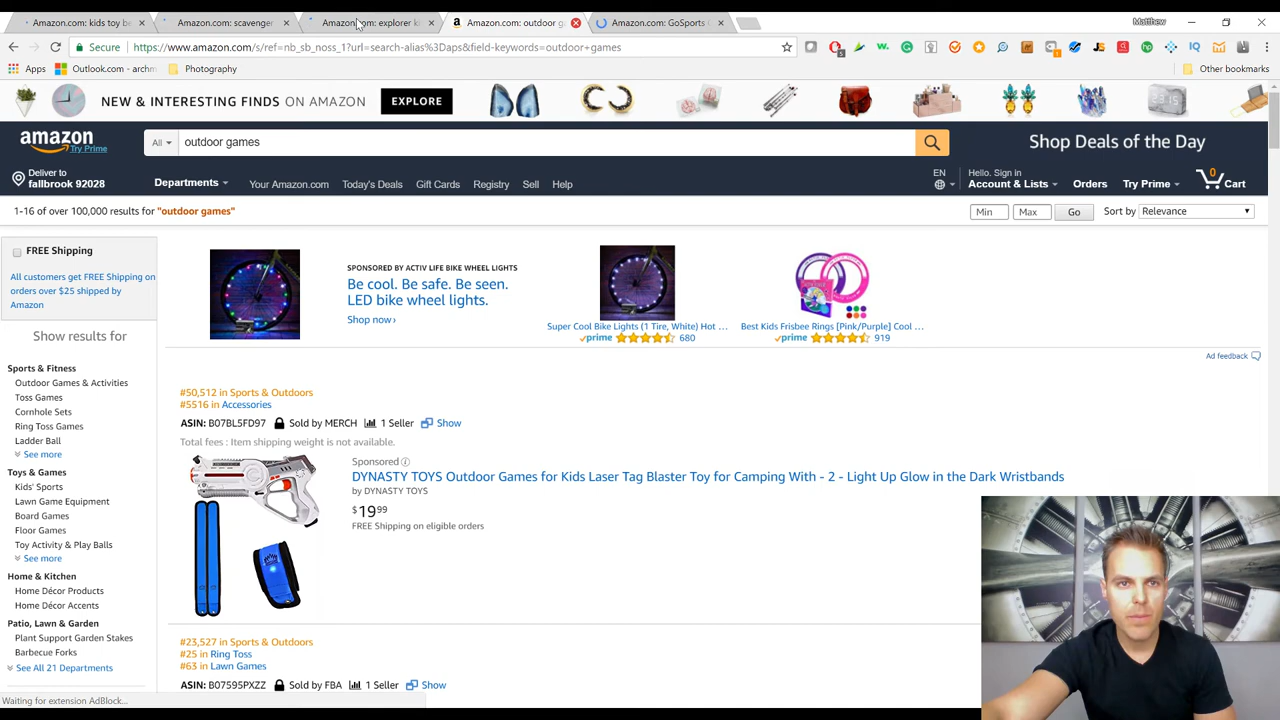 Amazon.com: kids toy be
Amazon.com: scavenger
Amazon.com: explorer ki
Amazon.com: outdoor g
Amazon.com: GoSports C
Matthew
Secure
https://www.amazon.com/s/ref=nb_sb_noss_1?url=search-alias%3Daps&field-keywords=outdoor+games
Apps
Outlook.com - archm
Photography
Other bookmarks
NEW & INTERESTING FINDS ON AMAZON
EXPLORE
amazon
Try Prime
All
outdoor games
Shop Deals of the Day
Deliver to
fallbrook 92028
Departments
Your Amazon.com
Today's Deals
Gift Cards
Registry
Sell
Help
EN
Hello. Sign in
Account & Lists
Orders
Try Prime
0
Cart
1-16 of over 100,000 results for "outdoor games"
Min
Max
Go
Sort by
Relevance
FREE Shipping
All customers get FREE Shipping on
orders over $25 shipped by
Amazon
Show results for
Sports & Fitness
Outdoor Games & Activities
Toss Games
Cornhole Sets
Ring Toss Games
Ladder Ball
See more
Toys & Games
Kids' Sports
Lawn Game Equipment
Board Games
Floor Games
Toy Activity & Play Balls
See more
Home & Kitchen
Home Décor Products
Home Décor Accents
Patio, Lawn & Garden
Plant Support Garden Stakes
Barbecue Forks
See All 21 Departments
SPONSORED BY ACTIV LIFE BIKE WHEEL LIGHTS
Be cool. Be safe. Be seen.
LED bike wheel lights.
Shop now ›
Super Cool Bike Lights (1 Tire, White) Hot ...
prime
680
Best Kids Frisbee Rings [Pink/Purple] Cool ...
prime
919
Ad feedback
#50,512 in Sports & Outdoors
#5516 in Accessories
ASIN: B07BL5FD97 Sold by MERCH 1 Seller Show
Total fees : Item shipping weight is not available.
Sponsored
DYNASTY TOYS Outdoor Games for Kids Laser Tag Blaster Toy for Camping With - 2 - Light Up Glow in the Dark Wristbands
by DYNASTY TOYS
$19.99
FREE Shipping on eligible orders
#23,527 in Sports & Outdoors
#25 in Ring Toss
#63 in Lawn Games
ASIN: B07595PXZZ Sold by FBA 1 Seller Show
Waiting for extension AdBlock...